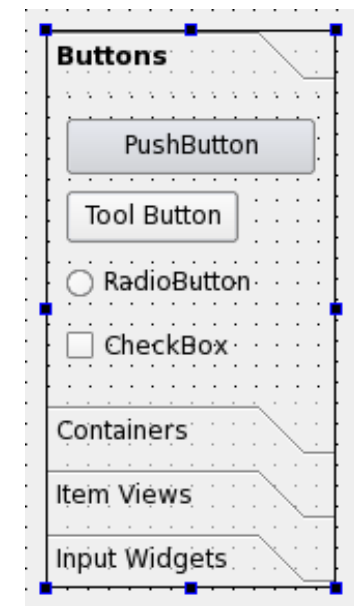 Buttons
PushButton
Tool Button
RadioButton
CheckBox
Containers
Item Views
Input Widgets